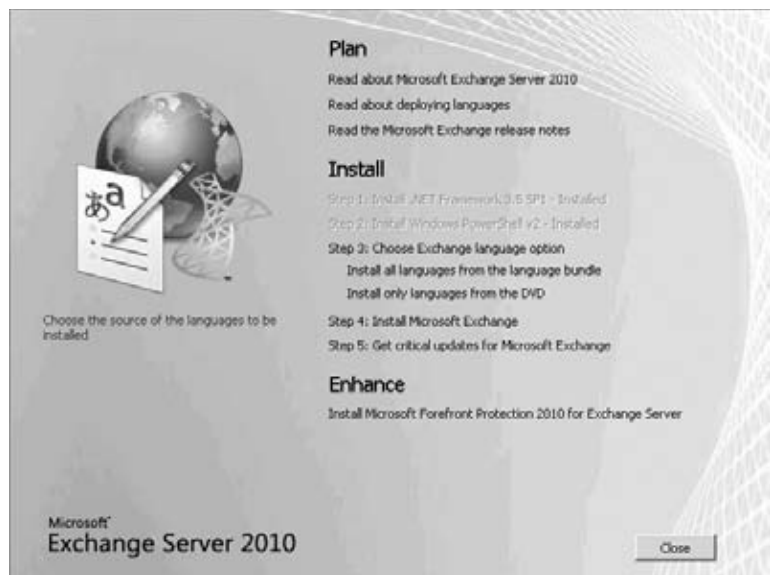 Plan
Read about Microsoft Exchange Server 2010
Read about deploying languages
Read the Microsoft Exchange release notes
Install
Step 1: Install .NET Framework 3.5 SP1 - Installed
Step 2: Install Windows PowerShell v2 - Installed
Step 3: Choose Exchange language option
Install all languages from the language bundle
Install only languages from the DVD
Step 4: Install Microsoft Exchange
Step 5: Get critical updates for Microsoft Exchange
Enhance
Install Microsoft Forefront Protection 2010 for Exchange Server
あa
Choose the source of the languages to be
installed
Microsoft
Exchange Server 2010
Close